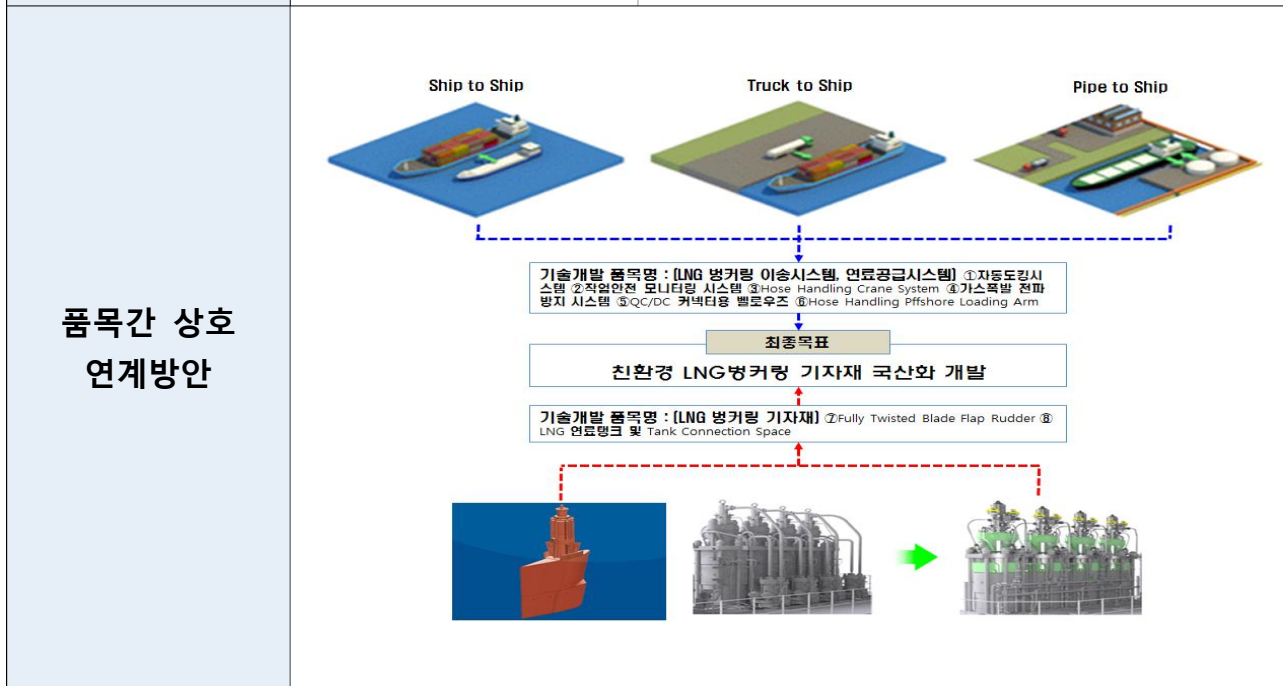 품목간 상호
연계방안
Ship to Ship
Truck to Ship
Pipe to Ship
기술개발 품목명 : [LNG 벙커링 이송시스템, 연료공급시스템] ①자동도킹시
스템 ②작업안전 모니터링 시스템 ③Hose Handling Crane System ④가스폭발 전파
방지 시스템 ⑤QC/DC 커넥터용 벨로우즈 ⑥Hose Handling Pffshore Loading Arm
최종목표
친환경 LNG벙커링 기자재 국산화 개발
기술개발 품목명 : [LNG 벙커링 기자재] ⑦Fully Twisted Blade Flap Rudder ⑧
LNG 연료탱크 및 Tank Connection Space